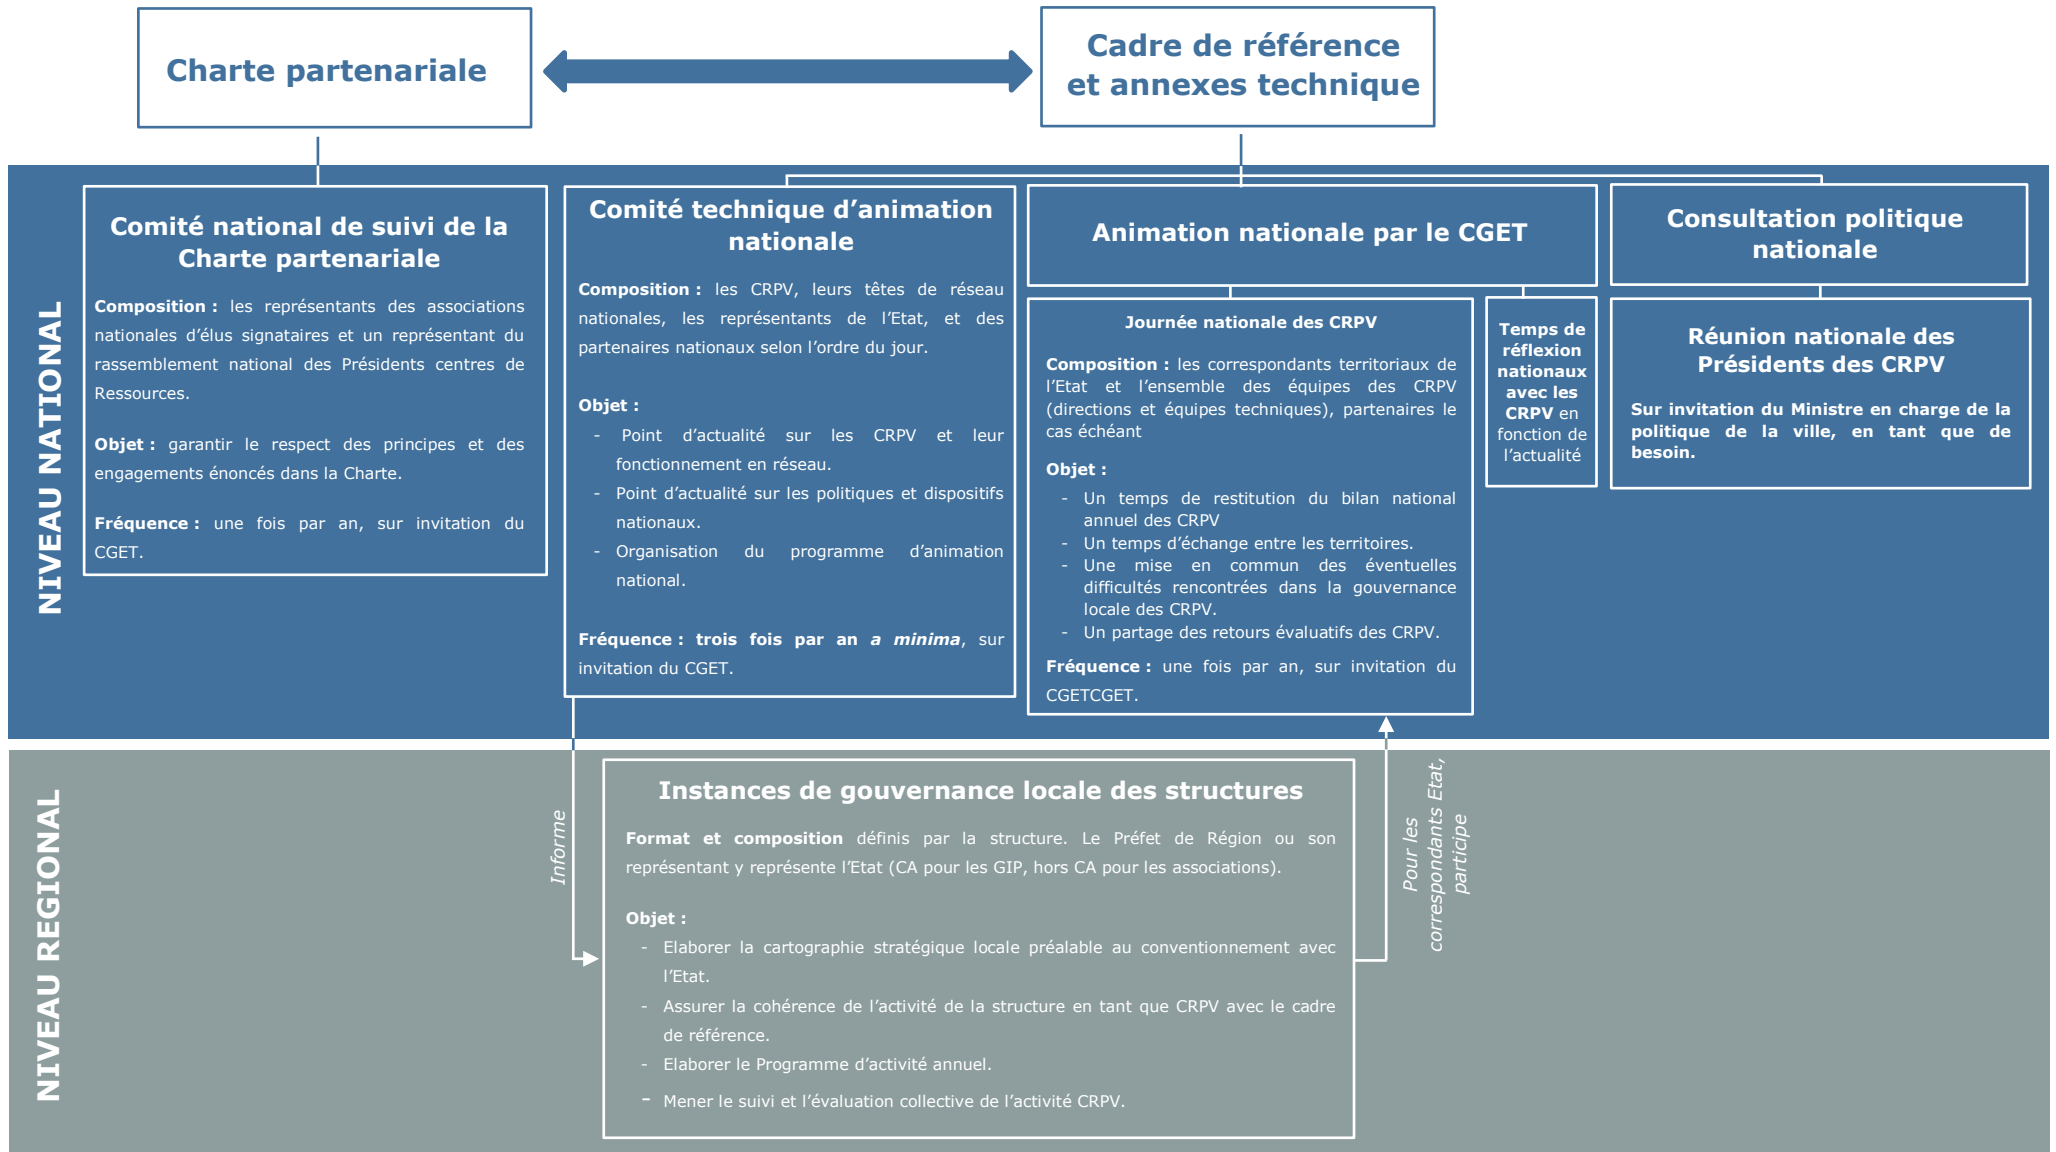 Charte partenariale
Cadre de référence
et annexes technique
NIVEAU NATIONAL
Comité national de suivi de la
Charte partenariale
Composition : les représentants des associations
nationales d’élus signataires et un représentant du
rassemblement national des Présidents centres de
Ressources.
Objet : garantir le respect des principes et des
engagements énoncés dans la Charte.
Fréquence : une fois par an, sur invitation du
CGET.
Comité technique d’animation
nationale
Composition : les CRPV, leurs têtes de réseau
nationales, les représentants de l’Etat, et des
partenaires nationaux selon l’ordre du jour.
Objet :
- Point d’actualité sur les CRPV et leur
fonctionnement en réseau.
- Point d’actualité sur les politiques et dispositifs
nationaux.
- Organisation du programme d’animation
national.
Fréquence : trois fois par an a minima, sur
invitation du CGET.
Animation nationale par le CGET
Journée nationale des CRPV
Composition : les correspondants territoriaux de
l’Etat et l’ensemble des équipes des CRPV
(directions et équipes techniques), partenaires le
cas échéant
Objet :
- Un temps de restitution du bilan national
annuel des CRPV
- Un temps d’échange entre les territoires.
- Une mise en commun des éventuelles
difficultés rencontrées dans la gouvernance
locale des CRPV.
- Un partage des retours évaluatifs des CRPV.
Fréquence : une fois par an, sur invitation du
CGETCGET.
Temps de
réflexion
nationaux
avec les
CRPV en
fonction de
l’actualité
Consultation politique
nationale
Réunion nationale des
Présidents des CRPV
Sur invitation du Ministre en charge de la
politique de la ville, en tant que de
besoin.
NIVEAU REGIONAL
Informe
Instances de gouvernance locale des structures
Format et composition définis par la structure. Le Préfet de Région ou son
représentant y représente l’Etat (CA pour les GIP, hors CA pour les associations).
Objet :
- Elaborer la cartographie stratégique locale préalable au conventionnement avec
l’Etat.
- Assurer la cohérence de l’activité de la structure en tant que CRPV avec le cadre
de référence.
- Elaborer le Programme d’activité annuel.
- Mener le suivi et l’évaluation collective de l’activité CRPV.
Pour les
correspondants Etat,
participe